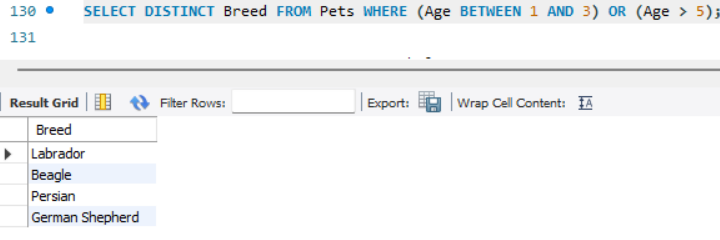 130 SELECT DISTINCT Breed FROM Pets WHERE (Age BETWEEN 1 AND 3) OR (Age > 5);
131
Result Grid Filter Rows: Export: Wrap Cell Content: IA
Breed
Labrador
Beagle
Persian
German Shepherd